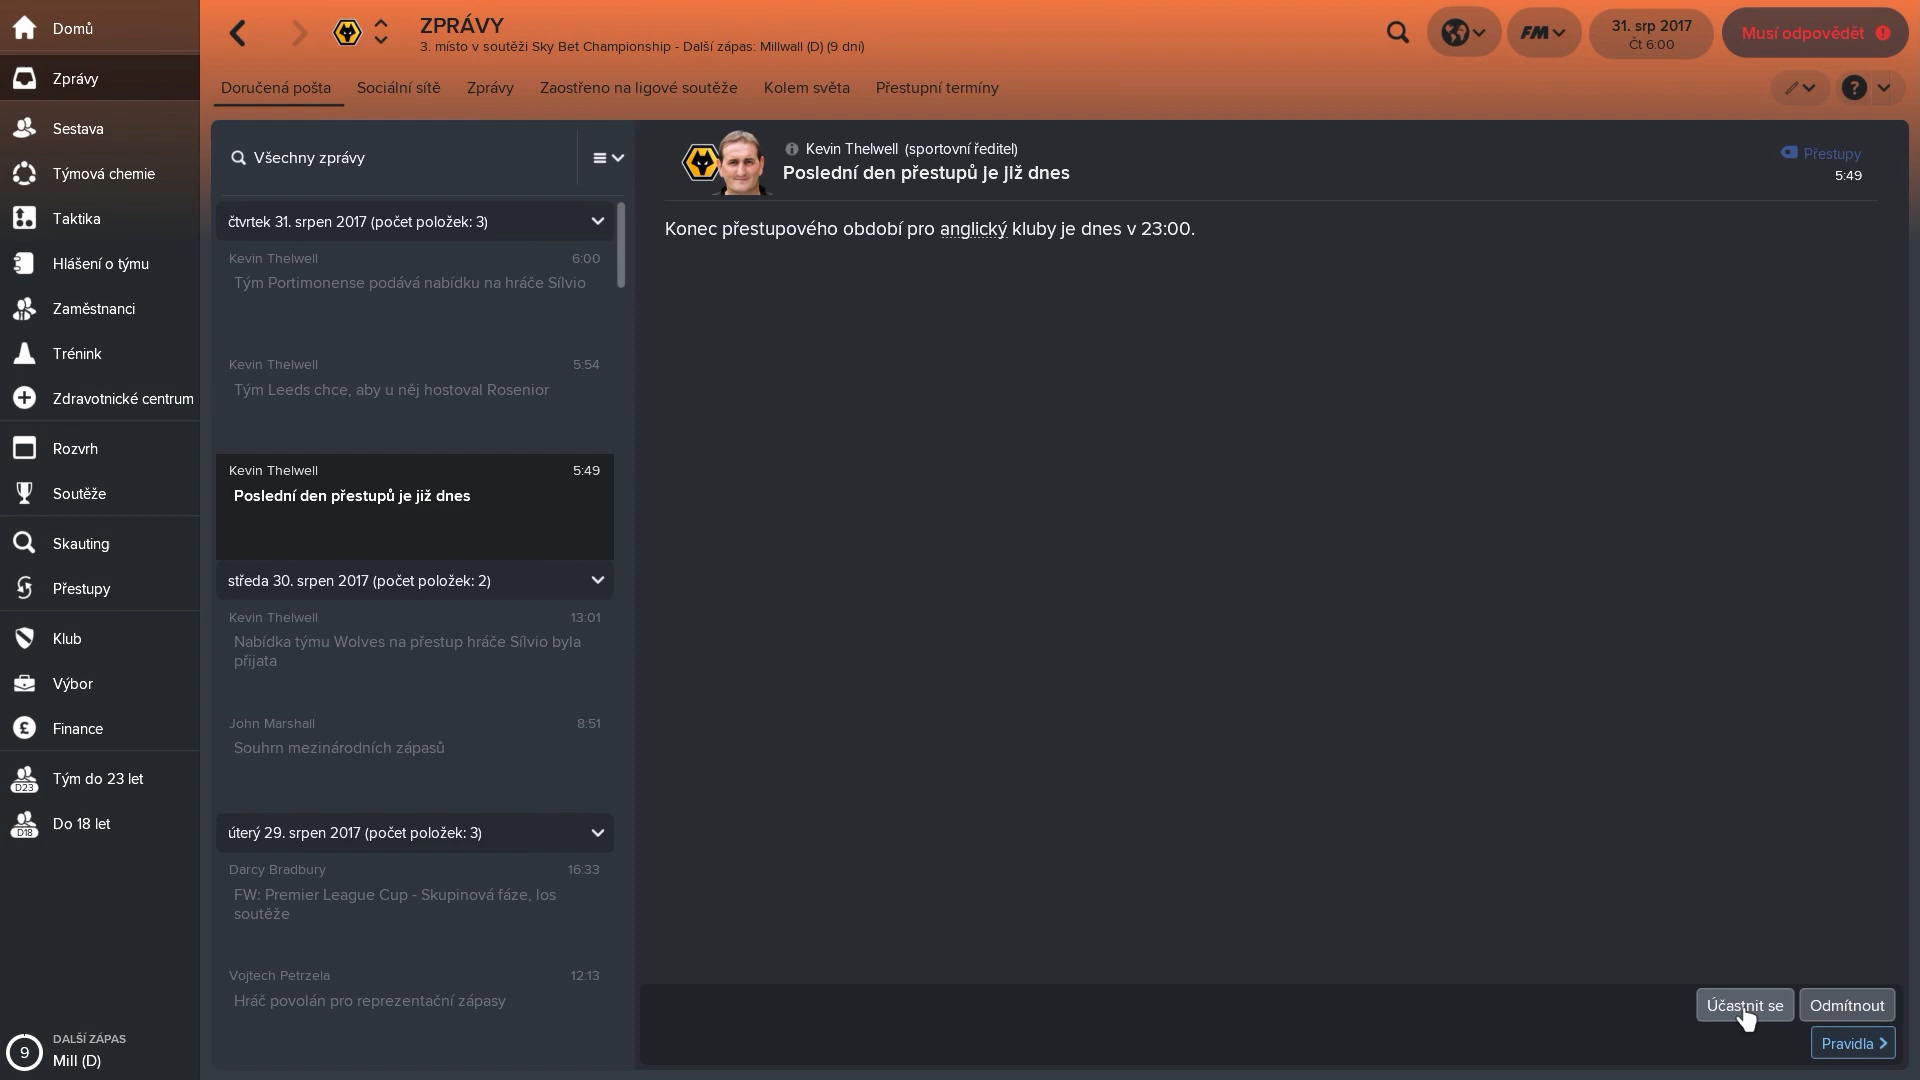 Domů
Zprávy
Sestava
Týmová chemie
Taktika
Hlášení o týmu
Zaměstnanci
Trénink
Zdravotnické centrum
Rozvrh
Soutěže
Skauting
Přestupy
Klub
Výbor
Finance
D23
Tým do 23 let
D18
Do 18 let
9
DALŠÍ ZÁPAS
Mill (D)
ZPRÁVY
3. místo v soutěži Sky Bet Championship - Další zápas: Millwall (D) (9 dní)
FM
31. srp 2017
Čt 6:00
Musí odpovědět
Doručená pošta
Sociální sítě
Zprávy
Zaostřeno na ligové soutěže
Kolem světa
Přestupní termíny
Všechny zprávy
čtvrtek 31. srpen 2017 (počet položek: 3)
Kevin Thelwell 6:00
Tým Portimonense podává nabídku na hráče Sílvio
Kevin Thelwell 5:54
Tým Leeds chce, aby u něj hostoval Rosenior
Kevin Thelwell 5:49
Poslední den přestupů je již dnes
středa 30. srpen 2017 (počet položek: 2)
Kevin Thelwell 13:01
Nabídka týmu Wolves na přestup hráče Sílvio byla
přijata
John Marshall 8:51
Souhrn mezinárodních zápasů
úterý 29. srpen 2017 (počet položek: 3)
Darcy Bradbury 16:33
FW: Premier League Cup - Skupinová fáze, los
soutěže
Vojtech Petrzela 12:13
Hráč povolán pro reprezentační zápasy
Kevin Thelwell (sportovní ředitel)
Poslední den přestupů je již dnes
Přestupy
5:49
Konec přestupového období pro anglický kluby je dnes v 23:00.
Účastnit se
Odmítnout
Pravidla